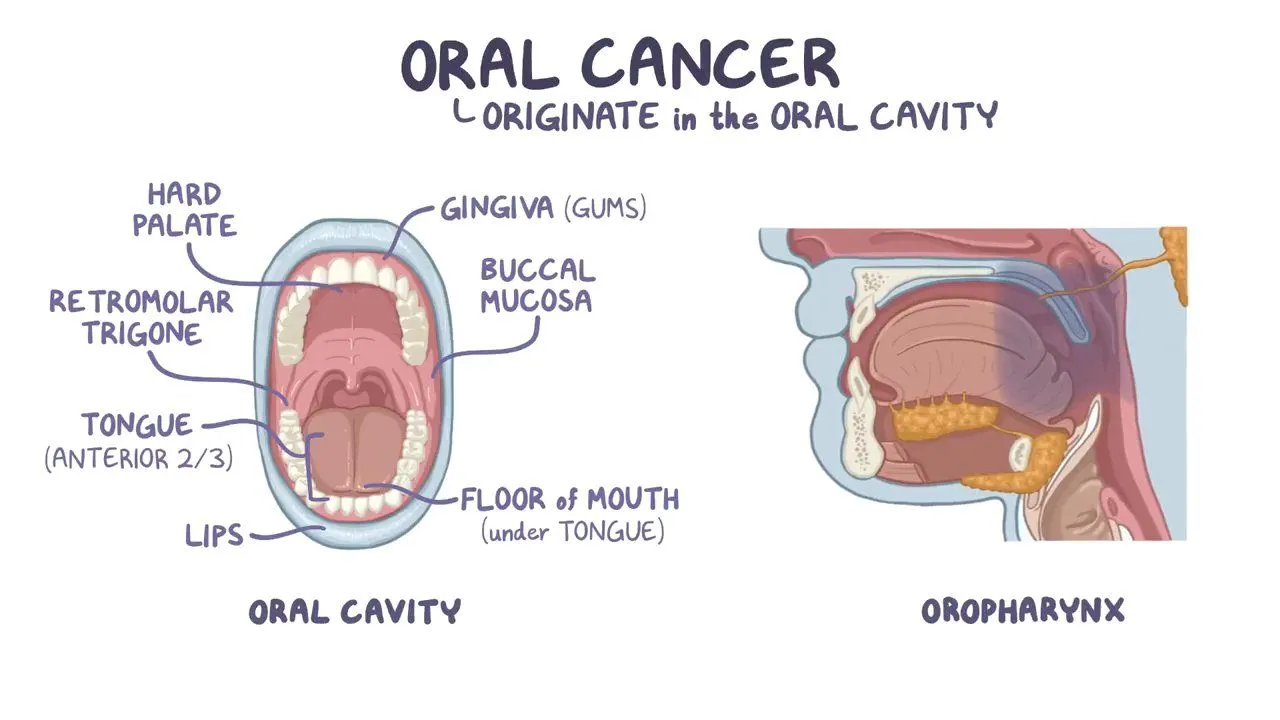 ORAL CANCER
ORIGINATE in the ORAL CAVITY
HARD
PALATE
GINGIVA (GUMS)
BUCCAL
MUCOSA
RETROMOLAR
TRIGONE
TONGUE
(ANTERIOR 2/3)
FLOOR of MOUTH
(under TONGUE)
LIPS
ORAL CAVITY
OROPHARYNX